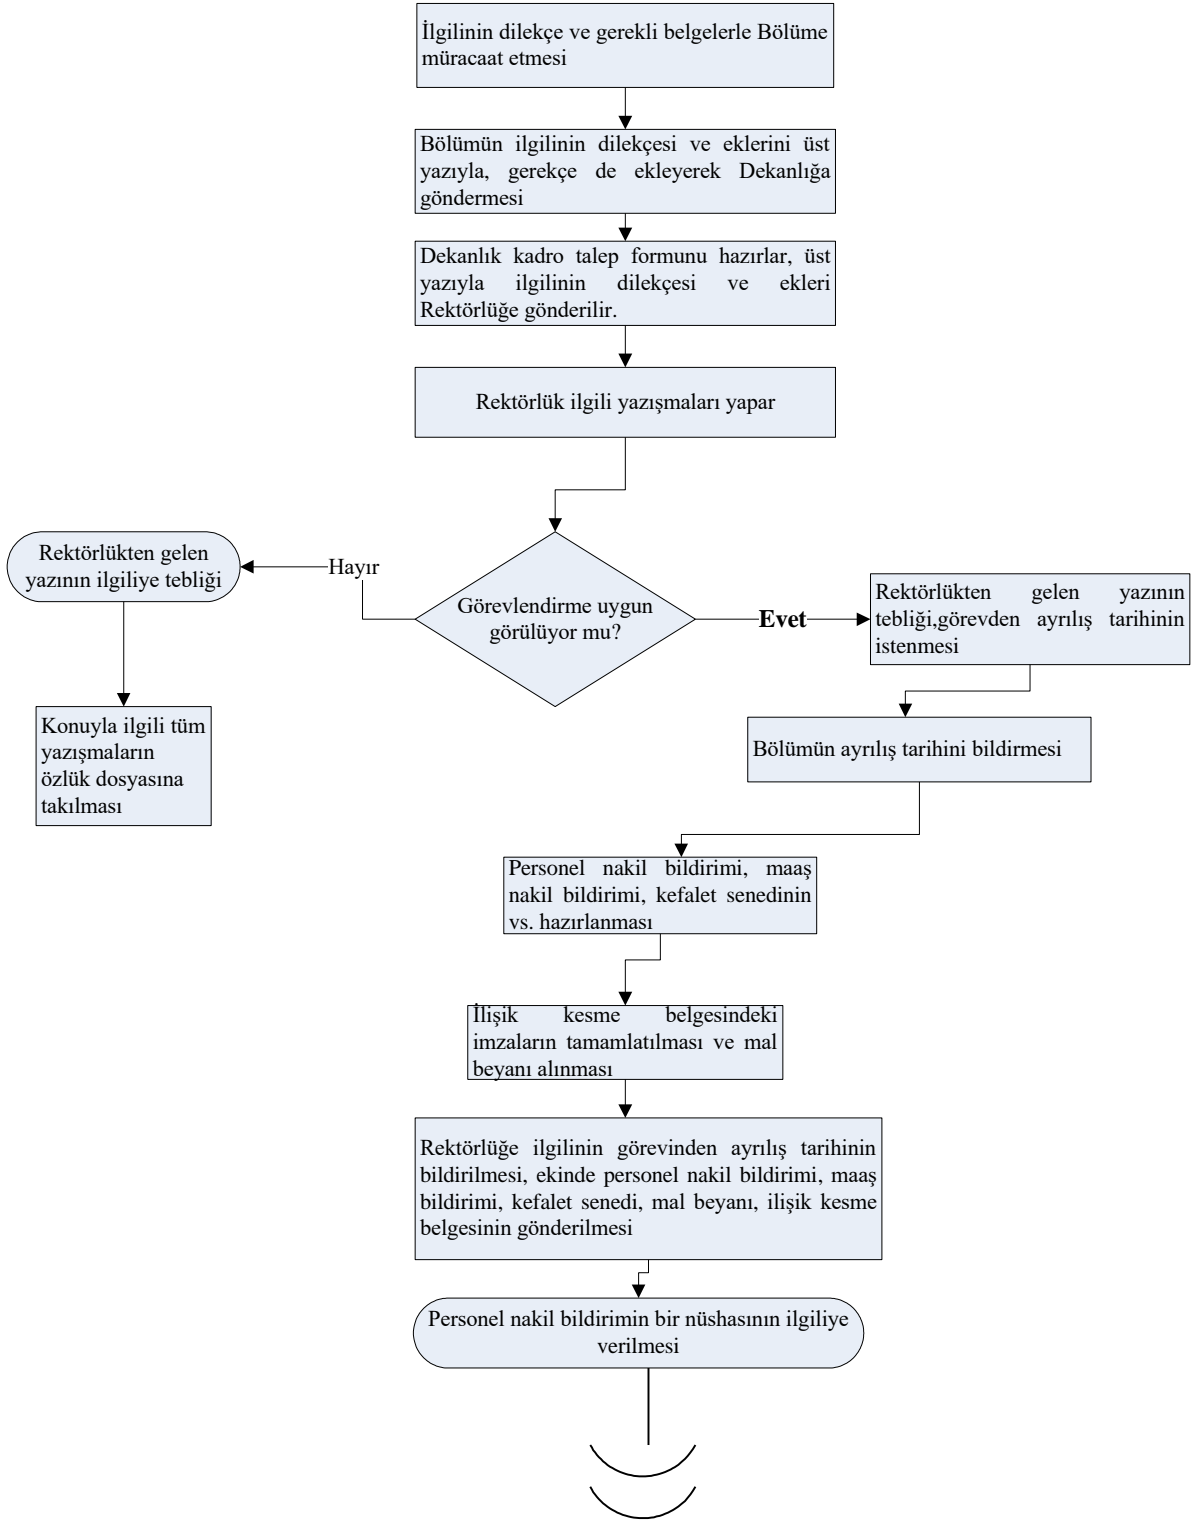 İlgilinin dilekçe ve gerekli belgelerle Bölüme
müracaat etmesi
Bölümün ilgilinin dilekçesi ve eklerini üst
yazıyla, gerekçe de ekleyerek Dekanlığa
göndermesi
Dekanlık kadro talep formunu hazırlar, üst
yazıyla ilgilinin dilekçesi ve ekleri
Rektörlüğe gönderilir.
Rektörlük ilgili yazışmaları yapar
Rektörlükten gelen
yazının ilgiliye tebliği
Hayır
Görevlendirme uygun
görülüyor mu?
Evet
Rektörlükten gelen yazının
tebliği,görevden ayrılış tarihinin
istenmesi
Konuyla ilgili tüm
yazışmaların
özlük dosyasına
takılması
Bölümün ayrılış tarihini bildirmesi
Personel nakil bildirimi, maaş
nakil bildirimi, kefalet senedinin
vs. hazırlanması
İlişik kesme belgesindeki
imzaların tamamlatılması ve mal
beyanı alınması
Rektörlüğe ilgilinin görevinden ayrılış tarihinin
bildirilmesi, ekinde personel nakil bildirimi, maaş
bildirimi, kefalet senedi, mal beyanı, ilişik kesme
belgesinin gönderilmesi
Personel nakil bildirimin bir nüshasının ilgiliye
verilmesi